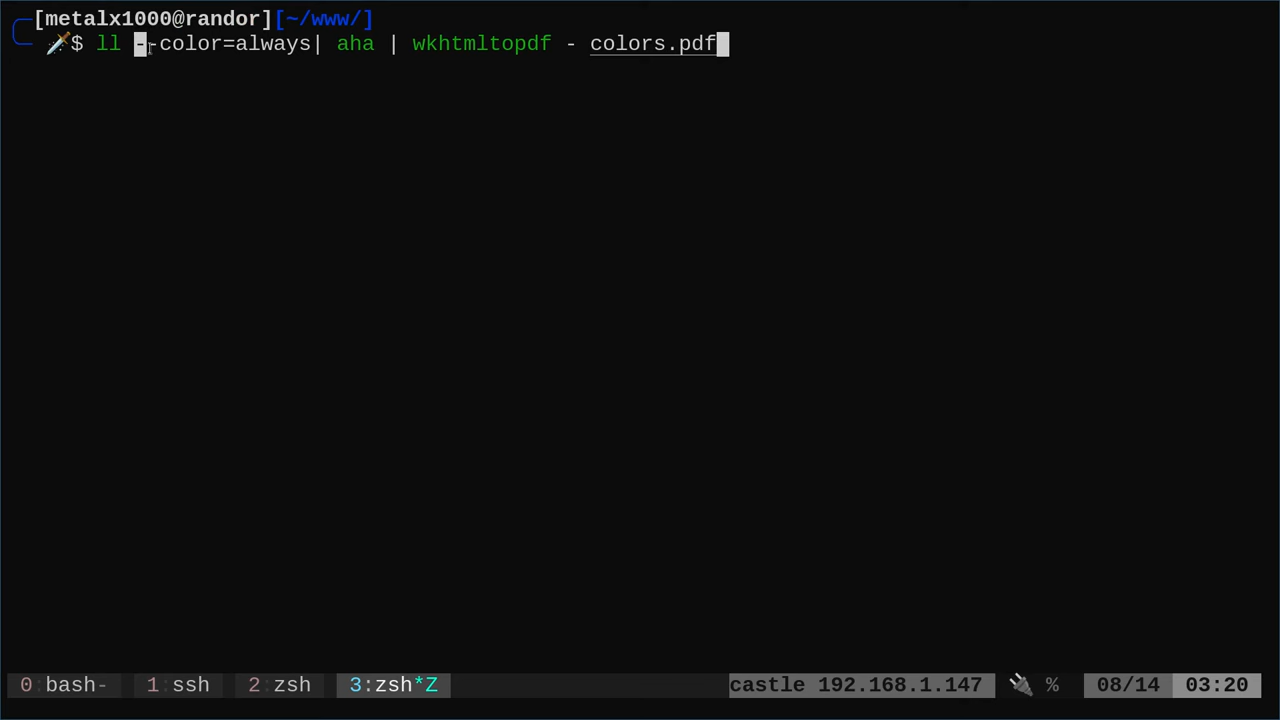 [metalx1000@randor][~/www/]
$ ll --color=always| aha | wkhtmltopdf - colors.pdf
0:bash- 1:ssh 2:zsh 3:zsh*Z castle 192.168.1.147 % 08/14 03:20